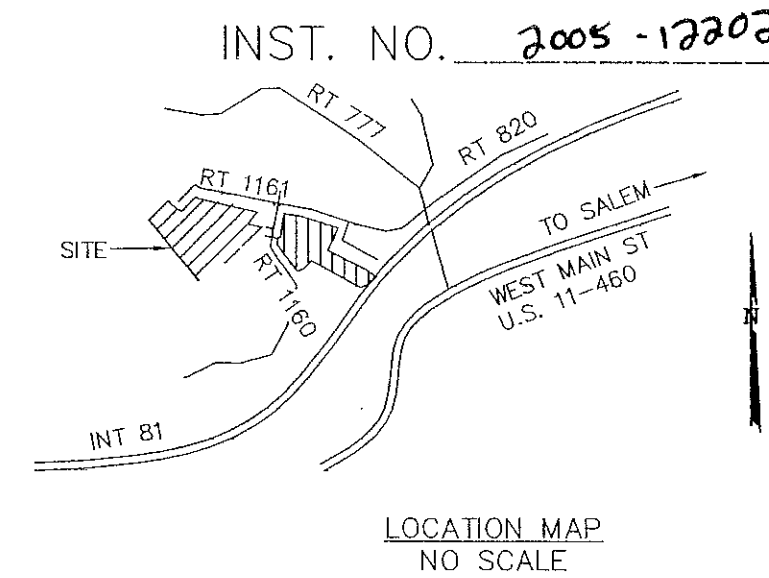 INST. NO. 2005 - 12202
RT 777
RT 820
RT 1161
TO SALEM
SITE
WEST MAIN ST
U.S. 11-460
RT 1160
N
INT 81
LOCATION MAP
NO SCALE